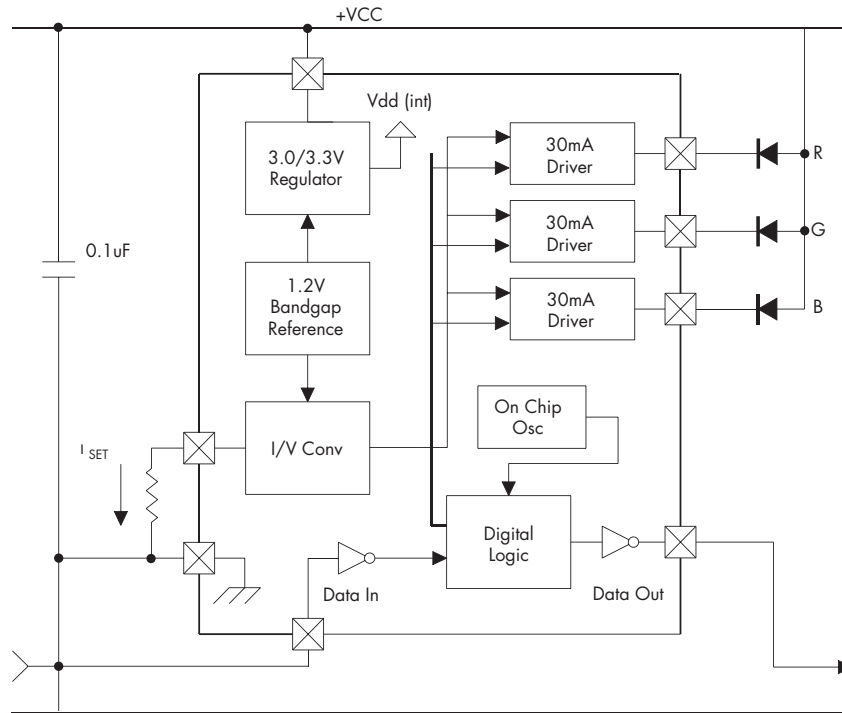 +VCC
Vdd (int)
3.0/3.3V
Regulator
30mA
Driver
R
30mA
Driver
G
0.1uF
1.2V
Bandgap
Reference
30mA
Driver
B
On Chip
Osc
I SET
I/V Conv
Digital
Logic
Data In
Data Out